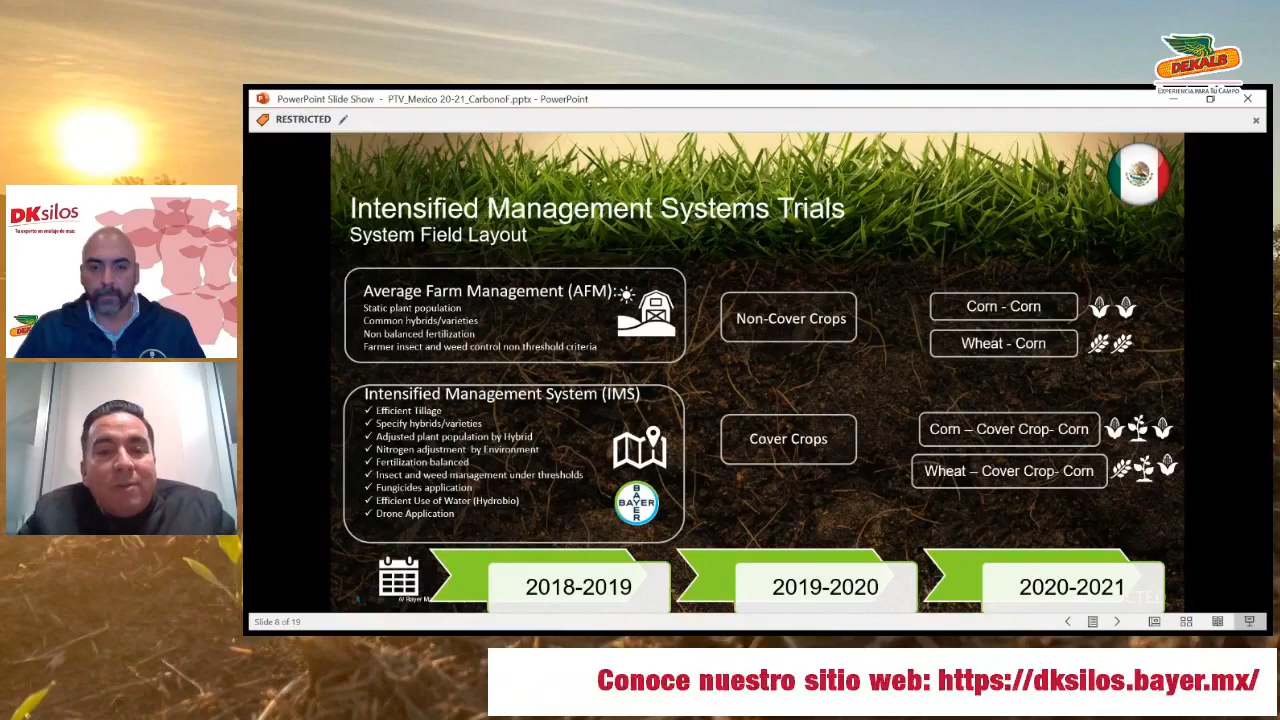 DEKALB
EXPERIENCIA PARA TU CAMPO
PowerPoint Slide Show - PTV_Mexico 20-21_CarbonoF.pptx - PowerPoint
RESTRICTED
DKsilos
Tu experto en ensilaje de maíz
Intensified Management Systems Trials
System Field Layout
Average Farm Management (AFM):
Static plant population
Common hybrids/varieties
Non balanced fertilization
Farmer insect and weed control non threshold criteria
Non-Cover Crops
Corn - Corn
Wheat - Corn
Intensified Management System (IMS)
✓ Efficient Tillage
✓ Specify hybrids/varieties
✓ Adjusted plant population by Hybrid
✓ Nitrogen adjustment by Environment
✓ Fertilization balanced
✓ Insect and weed management under thresholds
✓ Fungicides application
✓ Efficient Use of Water (Hydrobio)
✓ Drone Application
BAYER
BAYER
Cover Crops
Corn – Cover Crop- Corn
Wheat – Cover Crop- Corn
2018-2019
2019-2020
2020-2021
Slide 8 of 19
Conoce nuestro sitio web: https://dksilos.bayer.mx/